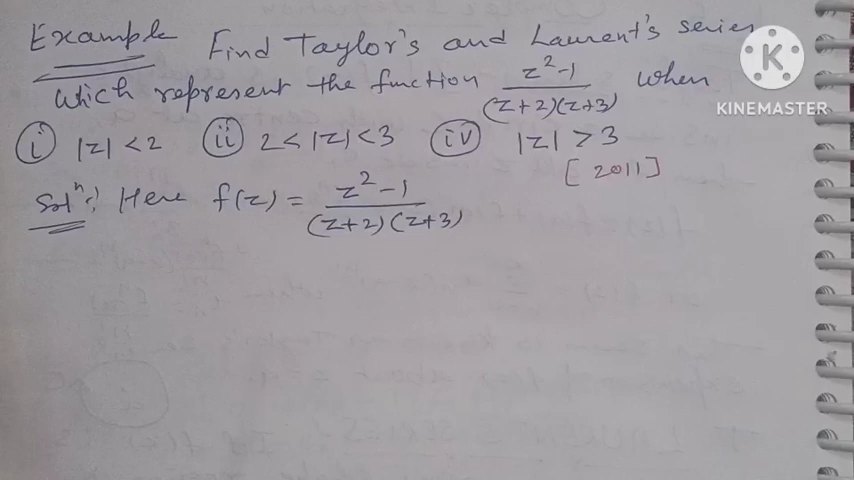 Example Find Taylor's and Laurent's series
which represent the function z²-1/(z+2)(z+3) when
(i) |z| < 2 (ii) 2 < |z| < 3 (iv) |z| > 3
[2011]
Solⁿ: Here f(z) = z²-1/(z+2)(z+3)
K
KINEMASTER